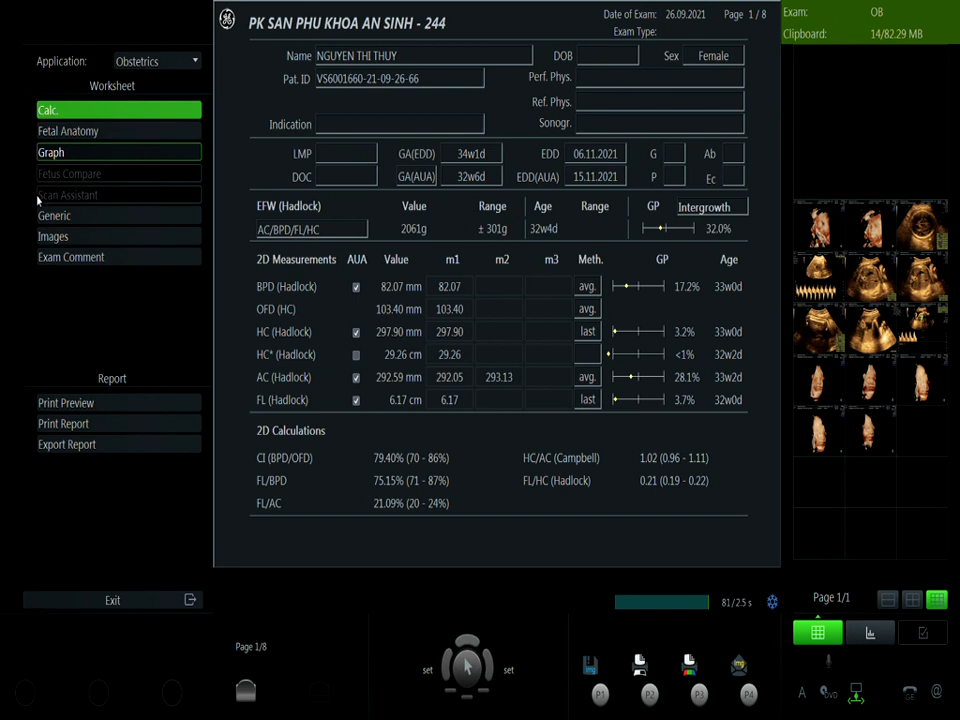 PK SAN PHU KHOA AN SINH - 244
Date of Exam: 26.09.2021 Page 1 / 8
Exam Type:
Exam: OB
Clipboard: 14/82.29 MB
Application: Obstetrics
Worksheet
Calc.
Fetal Anatomy
Graph
Fetus Compare
Scan Assistant
Generic
Images
Exam Comment
Report
Print Preview
Print Report
Export Report
Exit
Name NGUYEN THI THUY DOB Sex Female
Pat. ID VS6001660-21-09-26-66 Perf. Phys.
Ref. Phys.
Indication Sonogr.
LMP GA(EDD) 34w1d EDD 06.11.2021 G Ab
DOC GA(AUA) 32w6d EDD(AUA) 15.11.2021 P Ec
EFW (Hadlock) Value Range Age Range GP Intergrowth
AC/BPD/FL/HC 2061g ± 301g 32w4d 32.0%
2D Measurements AUA Value m1 m2 m3 Meth. GP Age
BPD (Hadlock) 82.07 mm 82.07 avg. 17.2% 33w0d
OFD (HC) 103.40 mm 103.40 avg.
HC (Hadlock) 297.90 mm 297.90 last 3.2% 33w0d
HC* (Hadlock) 29.26 cm 29.26 <1% 32w2d
AC (Hadlock) 292.59 mm 292.05 293.13 avg. 28.1% 33w2d
FL (Hadlock) 6.17 cm 6.17 last 3.7% 32w0d
2D Calculations
CI (BPD/OFD) 79.40% (70 - 86%) HC/AC (Campbell) 1.02 (0.96 - 1.11)
FL/BPD 75.15% (71 - 87%) FL/HC (Hadlock) 0.21 (0.19 - 0.22)
FL/AC 21.09% (20 - 24%)
81/2.5 s
Page 1/1
Page 1/8
set set
img
P1 P2 P3 P4
A DVD @